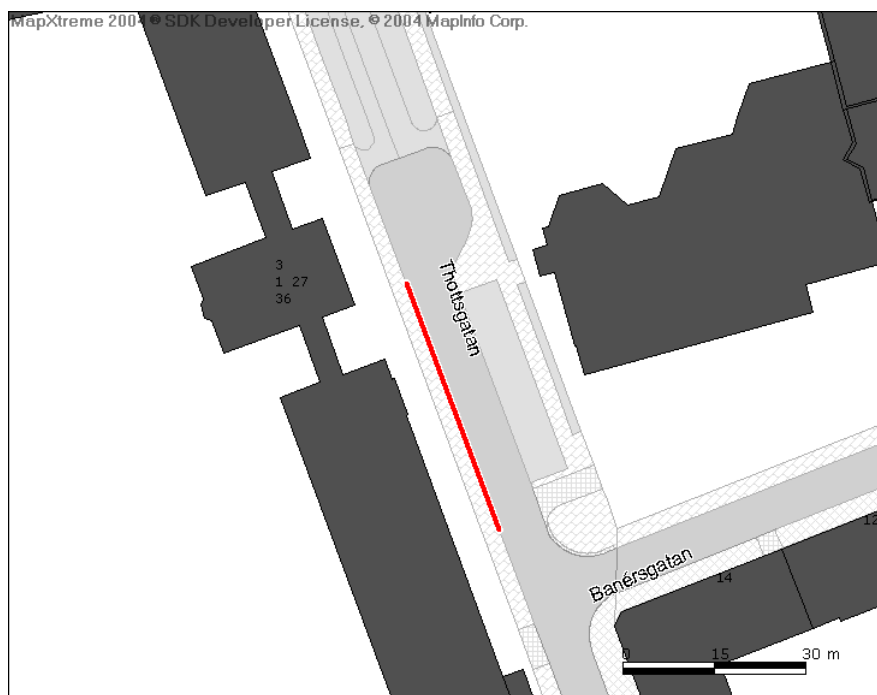 MapXtreme 2004 ® SDK Developer License, © 2004 MapInfo Corp.
3
1 27
36
Thottsgatan
12
Banérsgatan
14
0 15 30 m